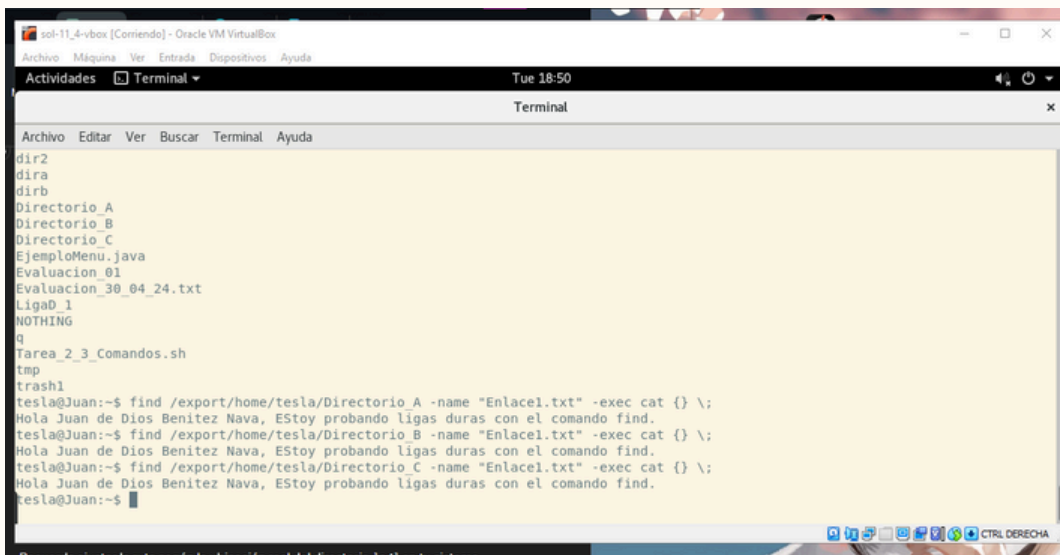 sol-11_4-vbox [Corriendo] - Oracle VM VirtualBox
Archivo Máquina Ver Entrada Dispositivos Ayuda
Actividades Terminal Tue 18:50
Terminal
Archivo Editar Ver Buscar Terminal Ayuda
dir2
dira
dirb
Directorio_A
Directorio_B
Directorio_C
EjemploMenu.java
Evaluacion_01
Evaluacion_30_04_24.txt
LigaD_1
NOTHING
q
Tarea_2_3_Comandos.sh
tmp
trash1
tesla@Juan:~$ find /export/home/tesla/Directorio_A -name "Enlace1.txt" -exec cat {} \;
Hola Juan de Dios Benitez Nava, EStoy probando ligas duras con el comando find.
tesla@Juan:~$ find /export/home/tesla/Directorio_B -name "Enlace1.txt" -exec cat {} \;
Hola Juan de Dios Benitez Nava, EStoy probando ligas duras con el comando find.
tesla@Juan:~$ find /export/home/tesla/Directorio_C -name "Enlace1.txt" -exec cat {} \;
Hola Juan de Dios Benitez Nava, EStoy probando ligas duras con el comando find.
tesla@Juan:~$
CTRL DERECHA